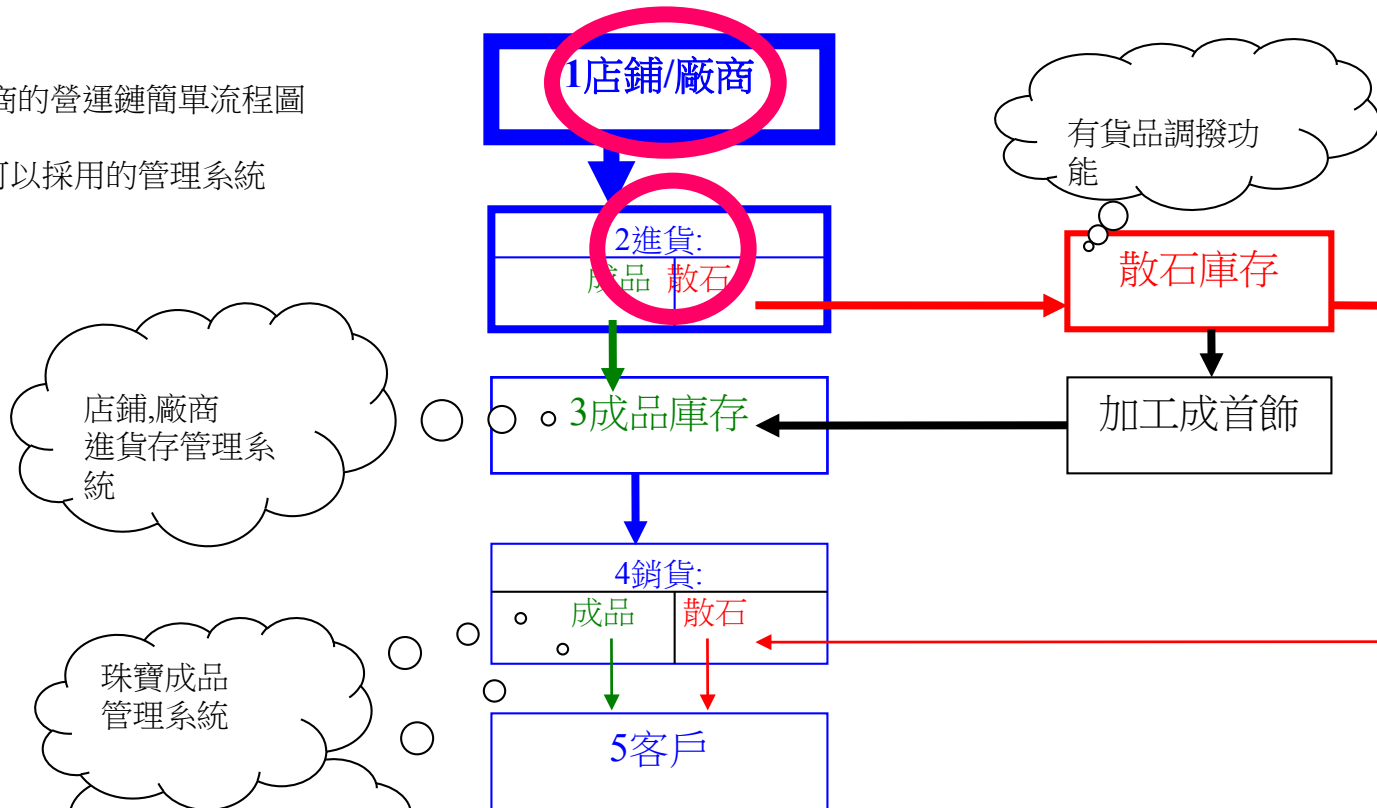 1店鋪/廠商
商的營運鏈簡單流程圖
有貨品調撥功
能
可以採用的管理系統
2進貨:
成品 散石
散石庫存
店鋪,廠商
進貨存管理系
統
3成品庫存
加工成首飾
4銷貨:
成品 散石
珠寶成品
管理系統
5客戶